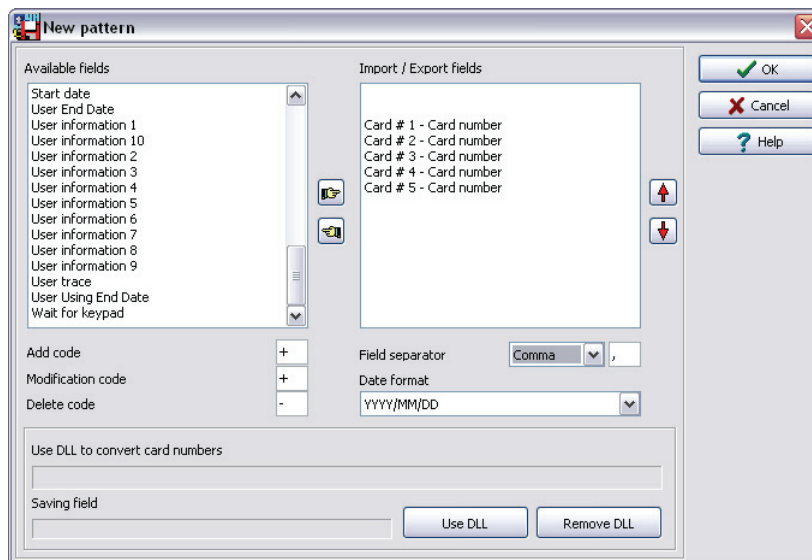 New pattern
Available fields
Start date
User End Date
User information 1
User information 10
User information 2
User information 3
User information 4
User information 5
User information 6
User information 7
User information 8
User information 9
User trace
User Using End Date
Wait for keypad
Import / Export fields
Card # 1 - Card number
Card # 2 - Card number
Card # 3 - Card number
Card # 4 - Card number
Card # 5 - Card number
OK
Cancel
? Help
Add code +
Modification code +
Delete code -
Field separator Comma ,
Date format
YYYY/MM/DD
Use DLL to convert card numbers
Saving field
Use DLL Remove DLL